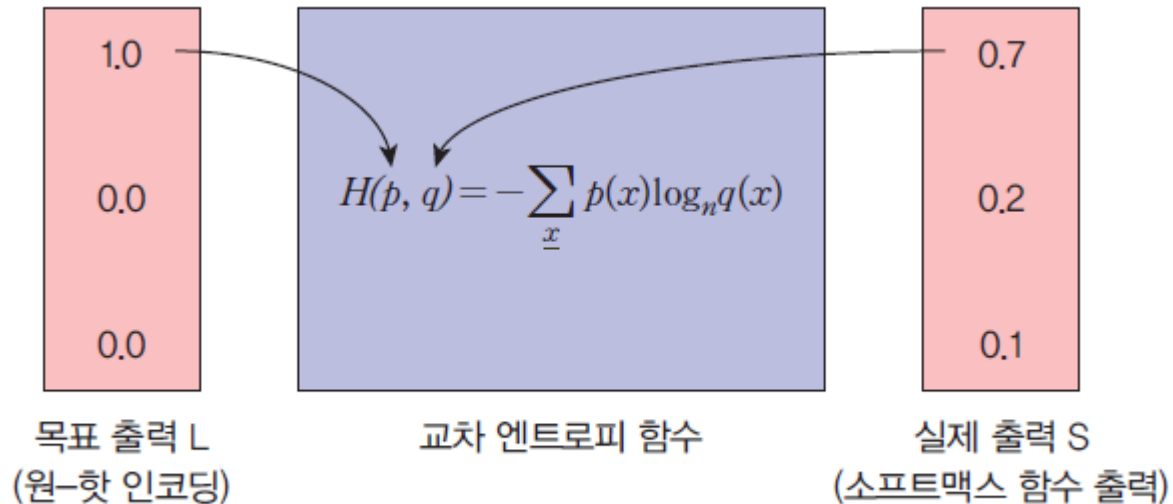 1.0
0.0
0.0
H(p, q)=-∑p(x)logₙq(x)
x
0.7
0.2
0.1
목표 출력 L
(원-핫 인코딩)
교차 엔트로피 함수
실제 출력 S
(소프트맥스 함수 출력)